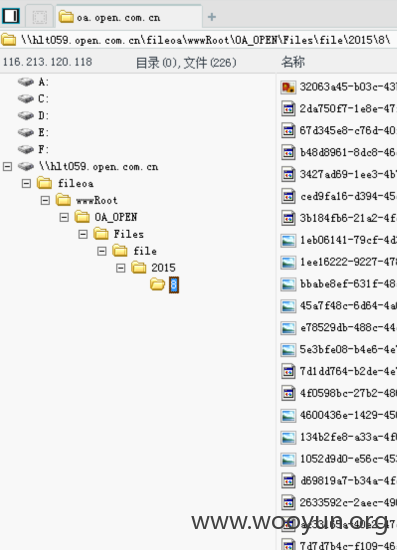 oa.open.com.cn
\\hlt059.open.com.cn\fileoa\wwwRoot\OA_OPEN\Files\file\2015\8\
116.213.120.118 目录(0),文件(226) 名称
A:
C:
D:
E:
F:
\\hlt059.open.com.cn
fileoa
wwwRoot
OA_OPEN
Files
file
2015
8
32063a45-b03c-43
2da750f7-1e8e-47
67d345e8-c76d-40
b48d8961-8dc8-46
3427ad69-1ee3-4b
ced9fa16-d394-45
3b184fb6-21a2-4f
1eb06141-79cf-4d
1ee16222-9227-47
bbabe8ef-631f-48
45a7f48c-6d64-4a
e78529db-488c-44
5e3bfe08-b4e6-4e
7d1dd764-b2de-4e
4f0598bc-27b2-48
4600436e-1429-45
134b2fe8-a33a-4f
1052d9d0-e56c-45
d69819a7-b34a-4f
2633592c-2aec-49
www.wooyun.org
7d7d7b4c-f109-46